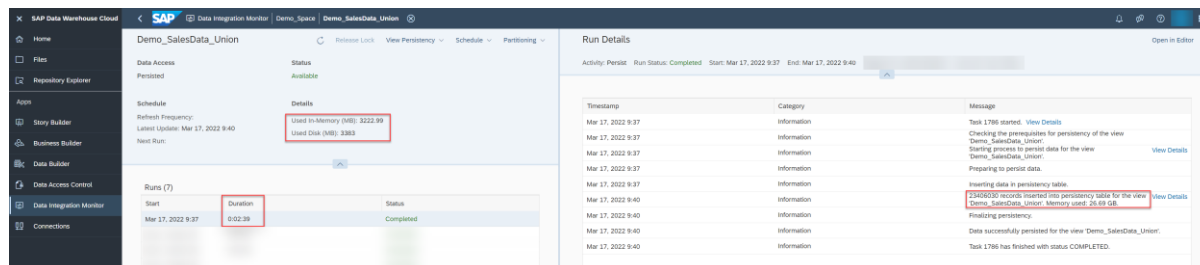 SAP Data Warehouse Cloud
SAP Data Integration Monitor Demo_Space Demo_SalesData_Union
Home
Files
Repository Explorer
Apps
Story Builder
Business Builder
Data Builder
Data Access Control
Data Integration Monitor
Connections
Demo_SalesData_Union
Release Lock View Persistency Schedule Partitioning
Data Access Status
Persisted Available
Schedule Details
Refresh Frequency:
Latest Update: Mar 17, 2022 9:40
Next Run:
Used In-Memory (MB): 3222.99
Used Disk (MB): 3383
Runs (7)
Start Duration Status
Mar 17, 2022 9:37 0:02:39 Completed
Run Details Open in Editor
Activity: Persist Run Status: Completed Start: Mar 17, 2022 9:37 End: Mar 17, 2022 9:40
Timestamp Category Message
Mar 17, 2022 9:37 Information Task 1786 started. View Details
Mar 17, 2022 9:37 Information Checking the prerequisites for persistency of the view
'Demo_SalesData_Union'.
Mar 17, 2022 9:37 Information Starting process to persist data for the view View Details
'Demo_SalesData_Union'.
Mar 17, 2022 9:37 Information Preparing to persist data.
Mar 17, 2022 9:37 Information Inserting data in persistency table.
Mar 17, 2022 9:40 Information 23406030 records inserted into persistency table for the view View Details
'Demo_SalesData_Union'. Memory used: 26.69 GB.
Mar 17, 2022 9:40 Information Finalizing persistency.
Mar 17, 2022 9:40 Information Data successfully persisted for the view 'Demo_SalesData_Union'.
Mar 17, 2022 9:40 Information Task 1786 has finished with status COMPLETED.